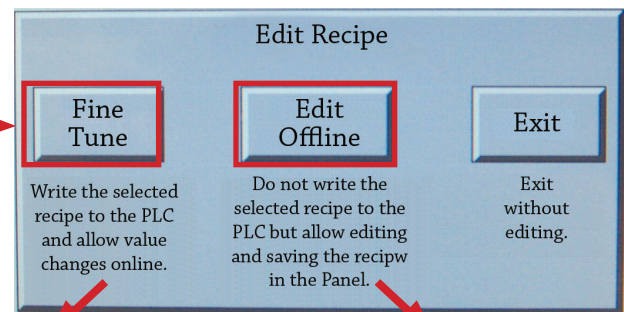 Edit Recipe
Fine
Tune
Edit
Offline
Exit
Write the selected
recipe to the PLC
and allow value
changes online.
Do not write the
selected recipe to the
PLC but allow editing
and saving the recipw
in the Panel.
Exit
without
editing.